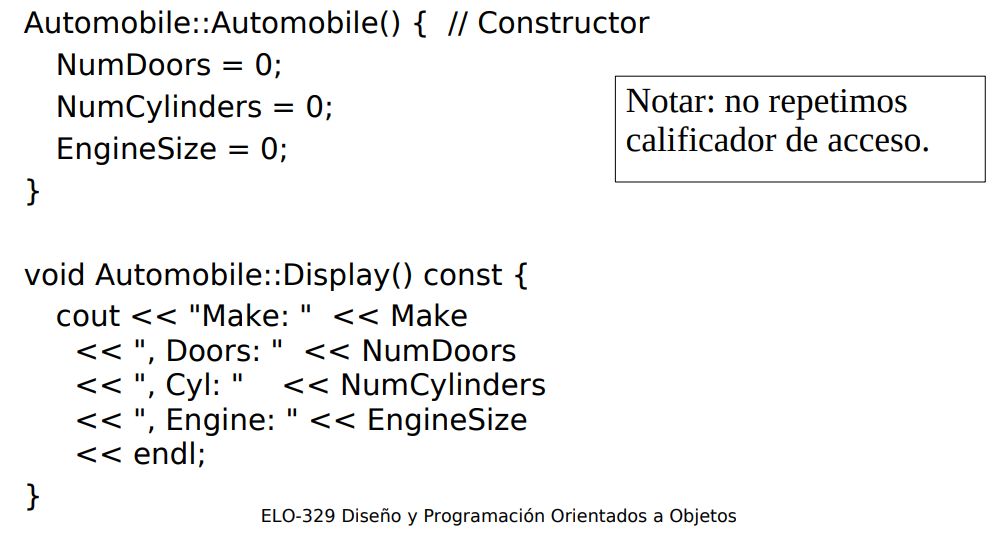 Automobile::Automobile() {  // Constructor
NumDoors = 0;
NumCylinders = 0;
EngineSize = 0;
}
Notar: no repetimos
calificador de acceso.
void Automobile::Display() const {
cout << "Make: "  << Make
<< ", Doors: "  << NumDoors
<< ", Cyl: "    << NumCylinders
<< ", Engine: " << EngineSize
<< endl;
}
ELO-329 Diseño y Programación Orientados a Objetos